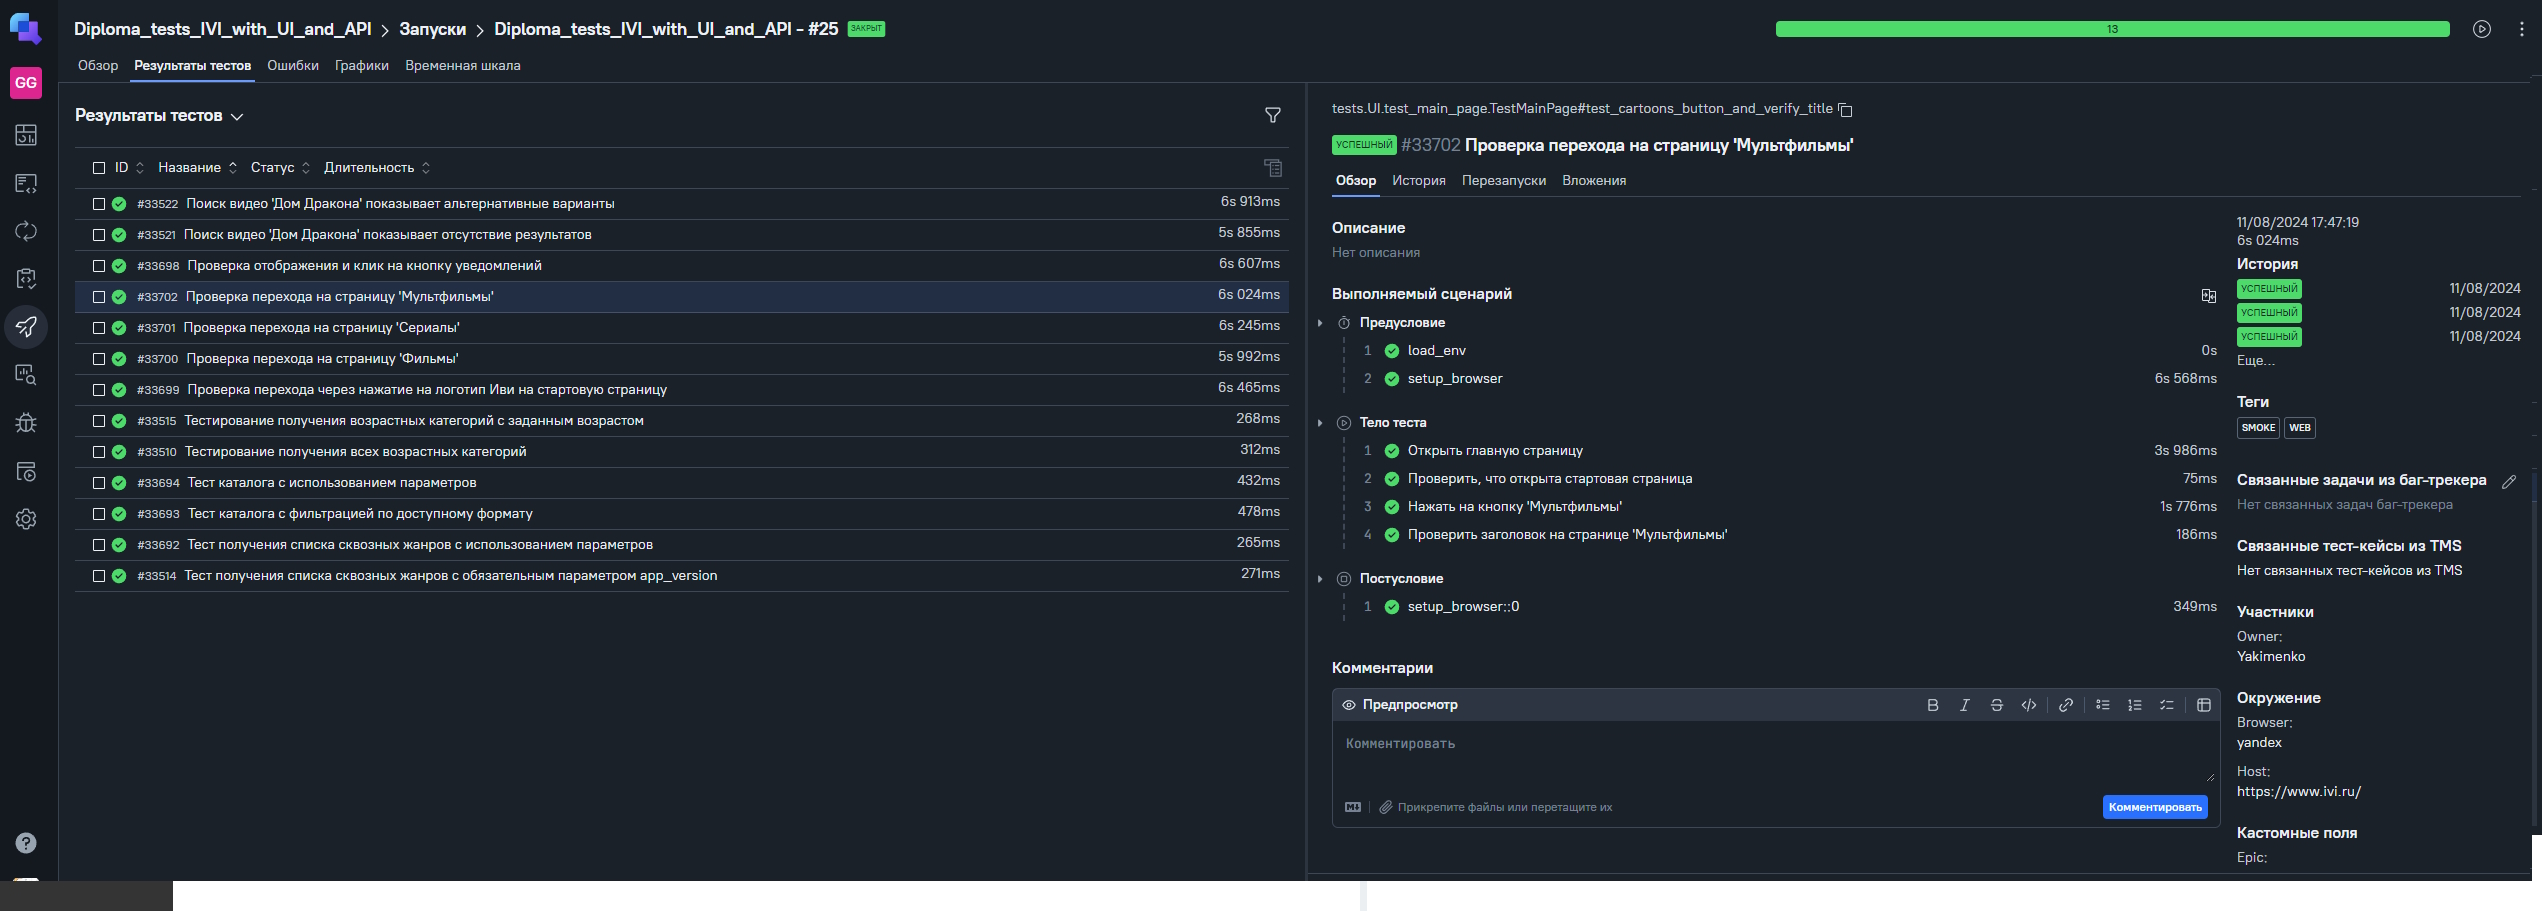 Diploma_tests_IVI_with_UI_and_API > Запуски > Diploma_tests_IVI_with_UI_and_API - #25 ЗАКРЫТ
13
GG
Обзор Результаты тестов Ошибки Графики Временная шкала
Результаты тестов
ID Название Статус Длительность
#33522 Поиск видео 'Дом Дракона' показывает альтернативные варианты 6s 913ms
#33521 Поиск видео 'Дом Дракона' показывает отсутствие результатов 5s 855ms
#33698 Проверка отображения и клик на кнопку уведомлений 6s 607ms
#33702 Проверка перехода на страницу 'Мультфильмы' 6s 024ms
#33701 Проверка перехода на страницу 'Сериалы' 6s 245ms
#33700 Проверка перехода на страницу 'Фильмы' 5s 992ms
#33699 Проверка перехода через нажатие на логотип Иви на стартовую страницу 6s 465ms
#33515 Тестирование получения возрастных категорий с заданным возрастом 268ms
#33510 Тестирование получения всех возрастных категорий 312ms
#33694 Тест каталога с использованием параметров 432ms
#33693 Тест каталога с фильтрацией по доступному формату 478ms
#33692 Тест получения списка сквозных жанров с использованием параметров 265ms
#33514 Тест получения списка сквозных жанров с обязательным параметром app_version 271ms
tests.UI.test_main_page.TestMainPage#test_cartoons_button_and_verify_title
УСПЕШНЫЙ #33702 Проверка перехода на страницу 'Мультфильмы'
Обзор История Перезапуски Вложения
Описание
Нет описания
Выполняемый сценарий
Предусловие
1 load_env 0s
2 setup_browser 6s 568ms
Тело теста
1 Открыть главную страницу 3s 986ms
2 Проверить, что открыта стартовая страница 75ms
3 Нажать на кнопку 'Мультфильмы' 1s 776ms
4 Проверить заголовок на странице 'Мультфильмы' 186ms
Постусловие
1 setup_browser::0 349ms
Комментарии
Предпросмотр
Комментировать
Прикрепите файлы или перетащите их
Комментировать
11/08/2024 17:47:19
6s 024ms
История
УСПЕШНЫЙ 11/08/2024
УСПЕШНЫЙ 11/08/2024
УСПЕШНЫЙ 11/08/2024
Еще...
Теги
SMOKE WEB
Связанные задачи из баг-трекера
Нет связанных задач баг-трекера
Связанные тест-кейсы из TMS
Нет связанных тест-кейсов из TMS
Участники
Owner:
Yakimenko
Окружение
Browser:
yandex
Host:
https://www.ivi.ru/
Кастомные поля
Epic: